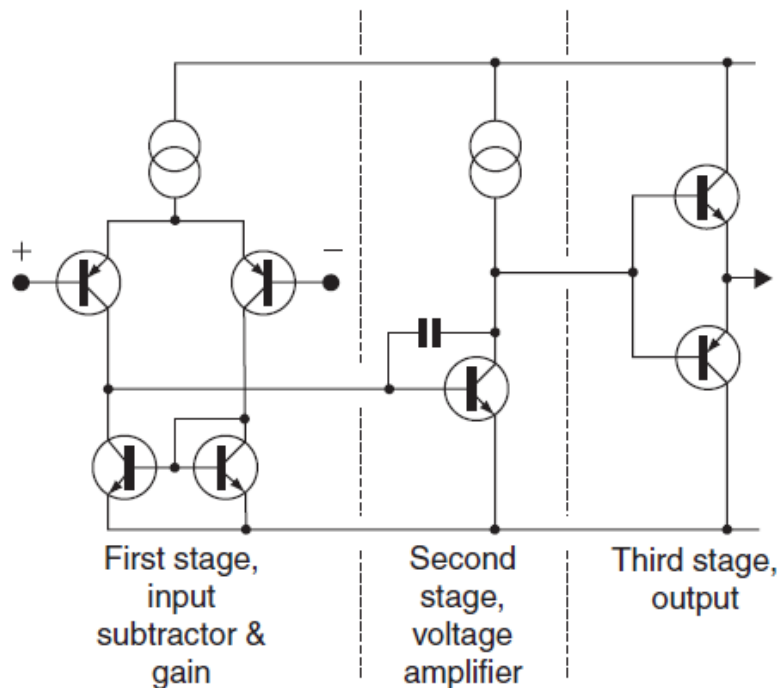 +
−
First stage,
input
subtractor &
gain
Second
stage,
voltage
amplifier
Third stage,
output